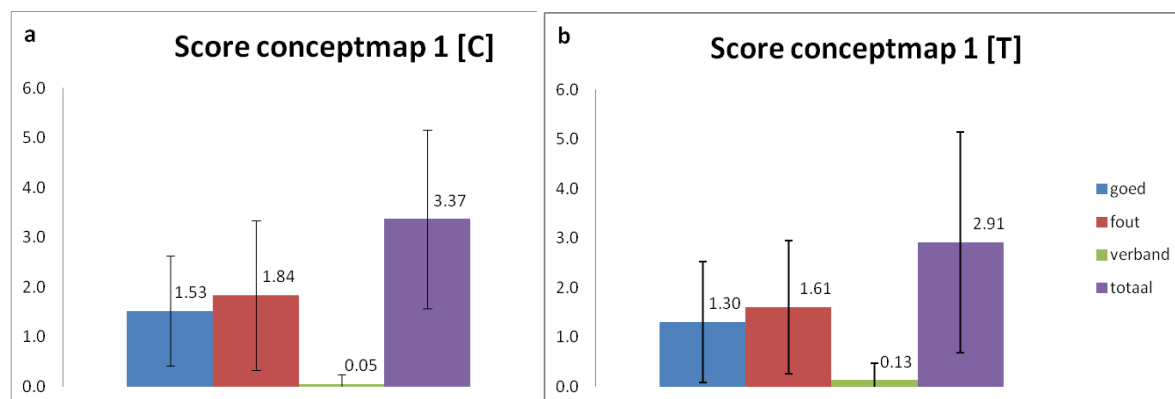 a
Score conceptmap 1 [C]
6.0
5.0
4.0
3.0
2.0
1.0
0.0
1.53
1.84
0.05
3.37
b
Score conceptmap 1 [T]
6.0
5.0
4.0
3.0
2.0
1.0
0.0
1.30
1.61
0.13
2.91
goed
fout
verband
totaal